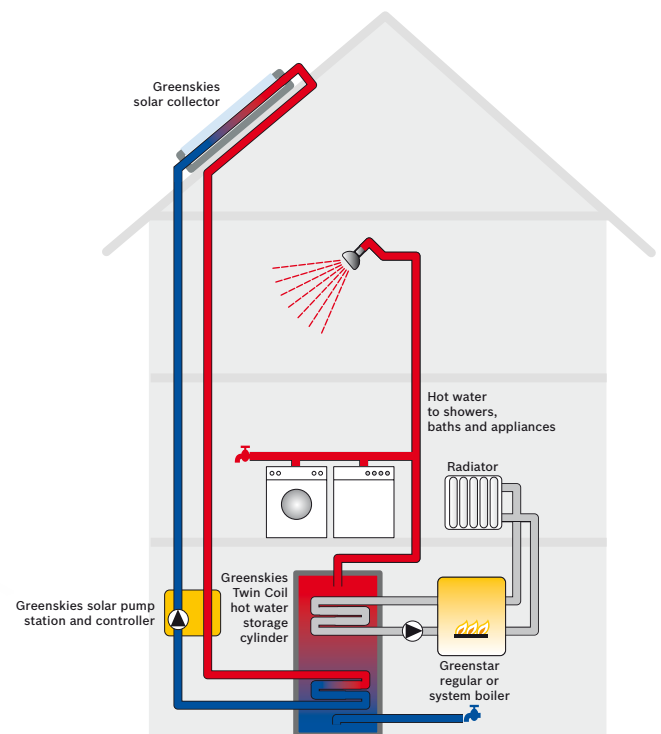 Greenskies
solar collector
Hot water
to showers,
baths and appliances
Radiator
Greenskies
Twin Coil
hot water
storage
cylinder
Greenskies solar pump
station and controller
Greenstar
regular or
system boiler